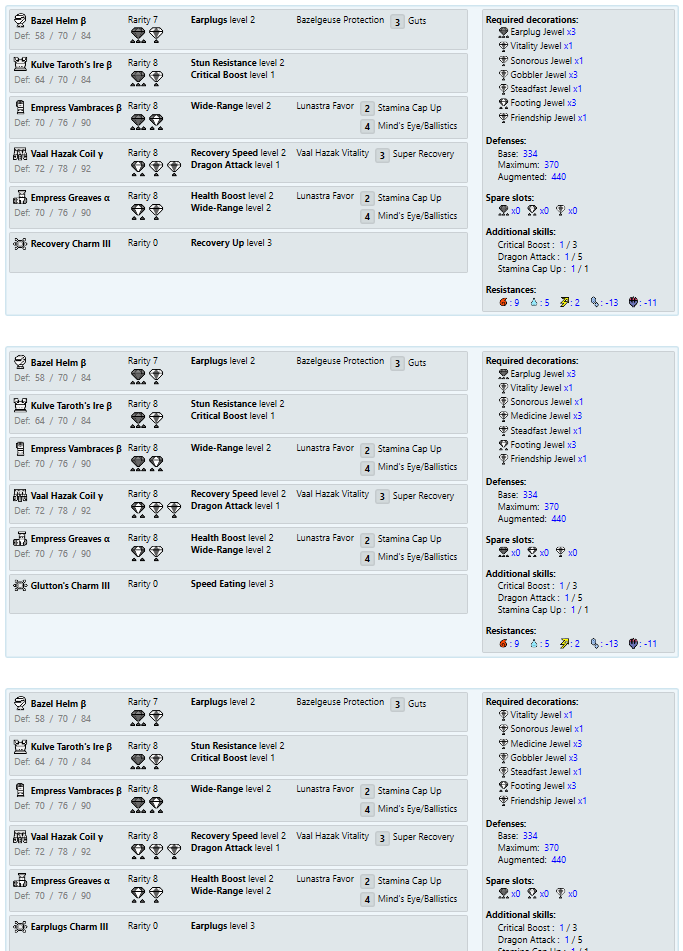 Bazel Helm β Rarity 7 Earplugs level 2 Bazelgeuse Protection 3 Guts
Def: 58 / 70 / 84
Kulve Taroth's Ire β Rarity 8 Stun Resistance level 2
Def: 64 / 70 / 84 Critical Boost level 1
Empress Vambraces β Rarity 8 Wide-Range level 2 Lunastra Favor 2 Stamina Cap Up
Def: 70 / 76 / 90 4 Mind's Eye/Ballistics
Vaal Hazak Coil γ Rarity 8 Recovery Speed level 2 Vaal Hazak Vitality 3 Super Recovery
Def: 72 / 78 / 92 Dragon Attack level 1
Empress Greaves α Rarity 8 Health Boost level 2 Lunastra Favor 2 Stamina Cap Up
Def: 70 / 76 / 90 Wide-Range level 2 4 Mind's Eye/Ballistics
Recovery Charm III Rarity 0 Recovery Up level 3
Required decorations:
Earplug Jewel x3
Vitality Jewel x1
Sonorous Jewel x1
Gobbler Jewel x3
Steadfast Jewel x1
Footing Jewel x3
Friendship Jewel x1
Defenses:
Base: 334
Maximum: 370
Augmented: 440
Spare slots:
x0 x0 x0
Additional skills:
Critical Boost : 1 / 3
Dragon Attack : 1 / 5
Stamina Cap Up : 1 / 1
Resistances:
: 9 : 5 : 2 : -13 : -11
Bazel Helm β Rarity 7 Earplugs level 2 Bazelgeuse Protection 3 Guts
Def: 58 / 70 / 84
Kulve Taroth's Ire β Rarity 8 Stun Resistance level 2
Def: 64 / 70 / 84 Critical Boost level 1
Empress Vambraces β Rarity 8 Wide-Range level 2 Lunastra Favor 2 Stamina Cap Up
Def: 70 / 76 / 90 4 Mind's Eye/Ballistics
Vaal Hazak Coil γ Rarity 8 Recovery Speed level 2 Vaal Hazak Vitality 3 Super Recovery
Def: 72 / 78 / 92 Dragon Attack level 1
Empress Greaves α Rarity 8 Health Boost level 2 Lunastra Favor 2 Stamina Cap Up
Def: 70 / 76 / 90 Wide-Range level 2 4 Mind's Eye/Ballistics
Glutton's Charm III Rarity 0 Speed Eating level 3
Required decorations:
Earplug Jewel x3
Vitality Jewel x1
Sonorous Jewel x1
Medicine Jewel x3
Steadfast Jewel x1
Footing Jewel x3
Friendship Jewel x1
Defenses:
Base: 334
Maximum: 370
Augmented: 440
Spare slots:
x0 x0 x0
Additional skills:
Critical Boost : 1 / 3
Dragon Attack : 1 / 5
Stamina Cap Up : 1 / 1
Resistances:
: 9 : 5 : 2 : -13 : -11
Bazel Helm β Rarity 7 Earplugs level 2 Bazelgeuse Protection 3 Guts
Def: 58 / 70 / 84
Kulve Taroth's Ire β Rarity 8 Stun Resistance level 2
Def: 64 / 70 / 84 Critical Boost level 1
Empress Vambraces β Rarity 8 Wide-Range level 2 Lunastra Favor 2 Stamina Cap Up
Def: 70 / 76 / 90 4 Mind's Eye/Ballistics
Vaal Hazak Coil γ Rarity 8 Recovery Speed level 2 Vaal Hazak Vitality 3 Super Recovery
Def: 72 / 78 / 92 Dragon Attack level 1
Empress Greaves α Rarity 8 Health Boost level 2 Lunastra Favor 2 Stamina Cap Up
Def: 70 / 76 / 90 Wide-Range level 2 4 Mind's Eye/Ballistics
Earplugs Charm III Rarity 0 Earplugs level 3
Required decorations:
Vitality Jewel x1
Sonorous Jewel x1
Medicine Jewel x3
Gobbler Jewel x3
Steadfast Jewel x1
Footing Jewel x3
Friendship Jewel x1
Defenses:
Base: 334
Maximum: 370
Augmented: 440
Spare slots:
x0 x0 x0
Additional skills:
Critical Boost : 1 / 3
Dragon Attack : 1 / 5